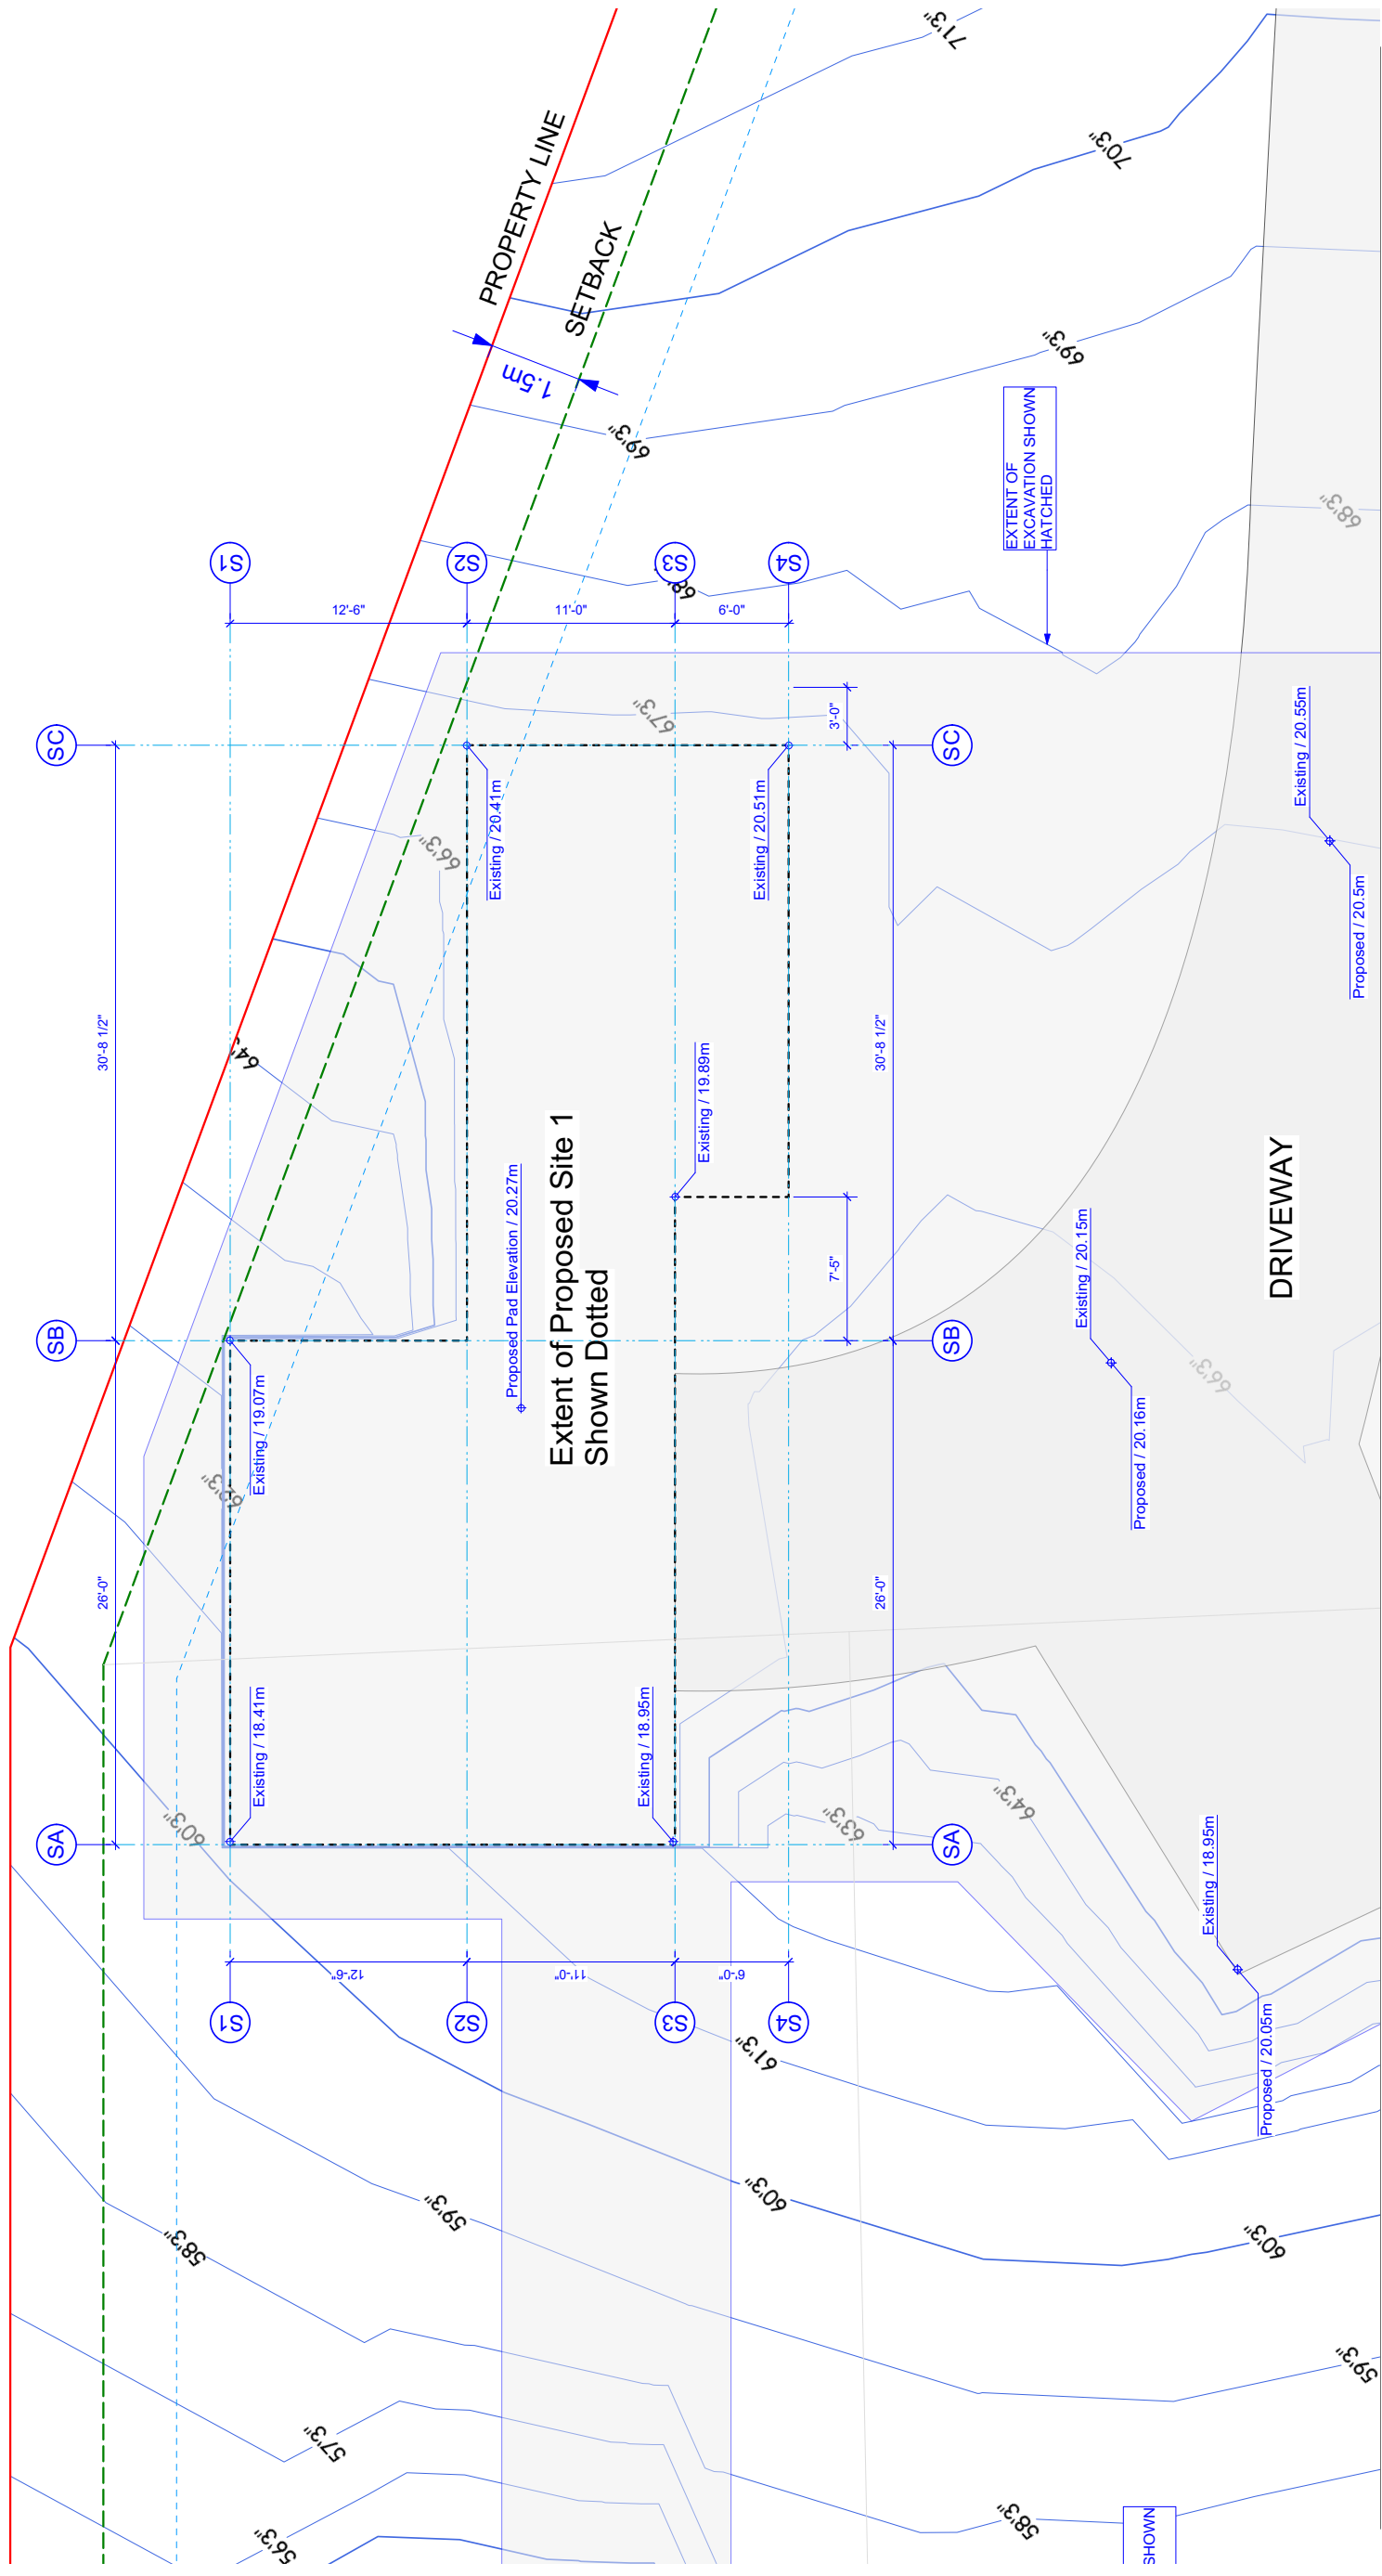 71'3"
70'3"
PROPERTY LINE
SETBACK
1.5m
69'3"
69'3"
EXTENT OF
EXCAVATION SHOWN
HATCHED
68'3"
S1
S2
S3
S4
12'-6"
11'-0"
6'-0"
67'3"
3'-0"
SC
SC
Existing / 20.41m
Existing / 20.51m
Existing / 20.55m
Proposed / 20.5m
66'3"
30'-8 1/2"
30'-8 1/2"
Existing / 19.89m
Proposed Pad Elevation / 20.27m
Extent of Proposed Site 1
Shown Dotted
7'-5"
Existing / 20.15m
Proposed / 20.16m
DRIVEWAY
66'3"
SB
SB
Existing / 19.07m
62'3"
26'-0"
26'-0"
Existing / 18.41m
Existing / 18.95m
60'3"
63'3"
64'3"
SA
SA
Existing / 18.95m
Proposed / 20.05m
12'-6"
11'-0"
6'-0"
S1
S2
S3
S4
61'3"
60'3"
60'3"
59'3"
59'3"
58'3"
58'3"
57'3"
56'3"
SHOWN